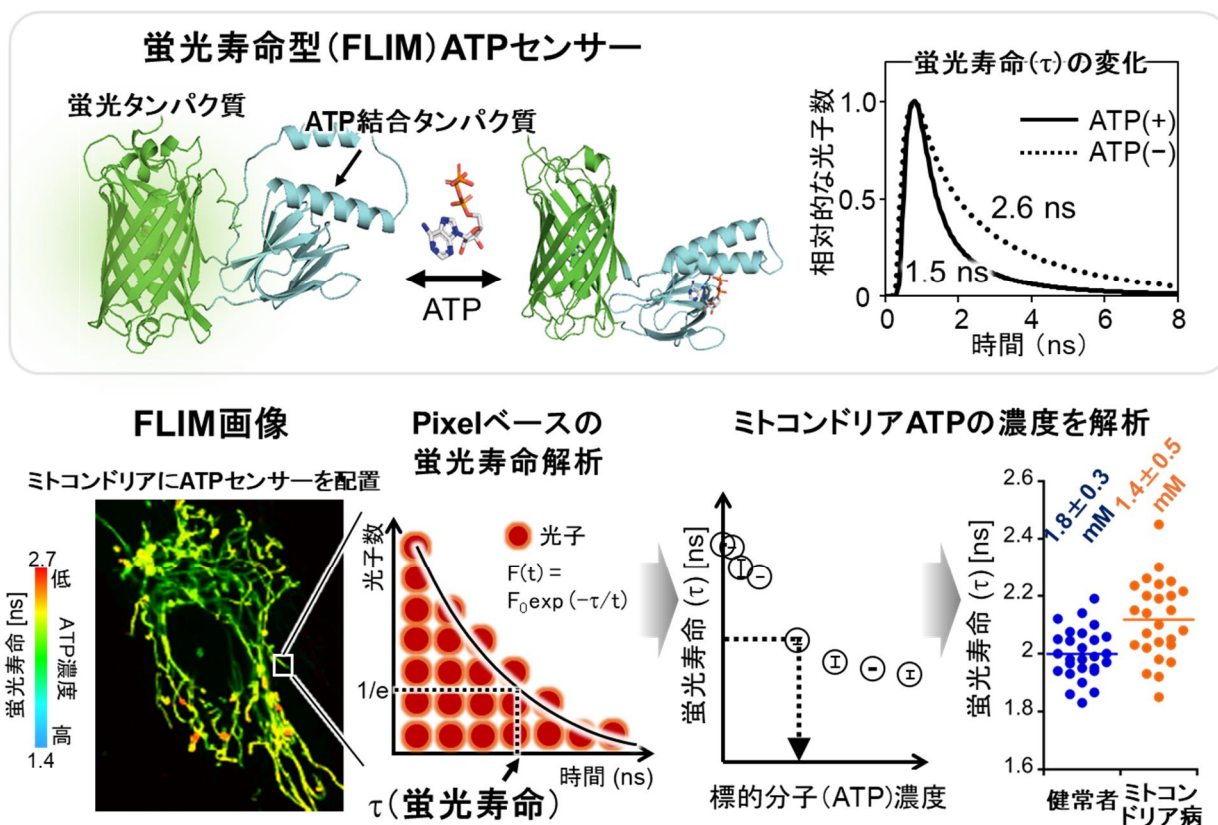 蛍光寿命型(FLIM)ATPセンサー
蛍光タンパク質
ATP結合タンパク質
ATP
蛍光寿命(τ)の変化
相対的な光子数
1.0
0.5
0
ATP(+)
ATP(−)
2.6 ns
1.5 ns
0
2
4
6
8
時間 (ns)
FLIM画像
ミトコンドリアにATPセンサーを配置
蛍光寿命 [ns]
2.7
1.4
低
ATP濃度
高
Pixelベースの
蛍光寿命解析
光子数
光子
F(t) =
F₀exp (−τ/t)
1/e
時間 (ns)
τ(蛍光寿命)
ミトコンドリアATPの濃度を解析
蛍光寿命 (τ) [ns]
標的分子(ATP)濃度
蛍光寿命 (τ) [ns]
2.6
2.4
2.2
2
1.8
1.6
1.8±0.3
mM
1.4±0.5
mM
健常者
ミトコン
ドリア病